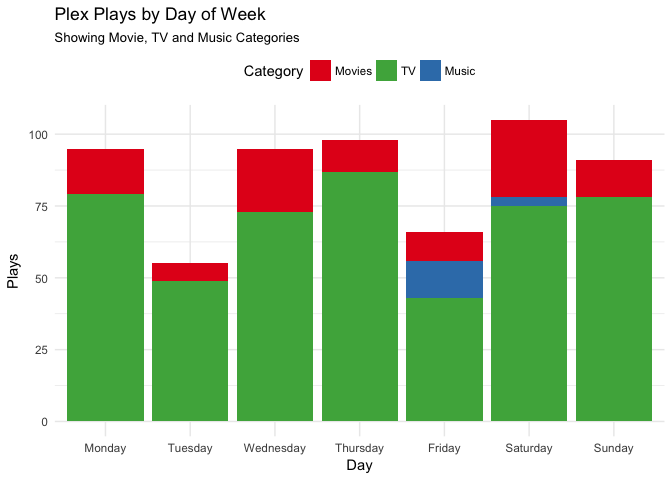 Plex Plays by Day of Week
Showing Movie, TV and Music Categories
Category Movies TV Music
100
75
50
25
0
Plays
Monday Tuesday Wednesday Thursday Friday Saturday Sunday
Day